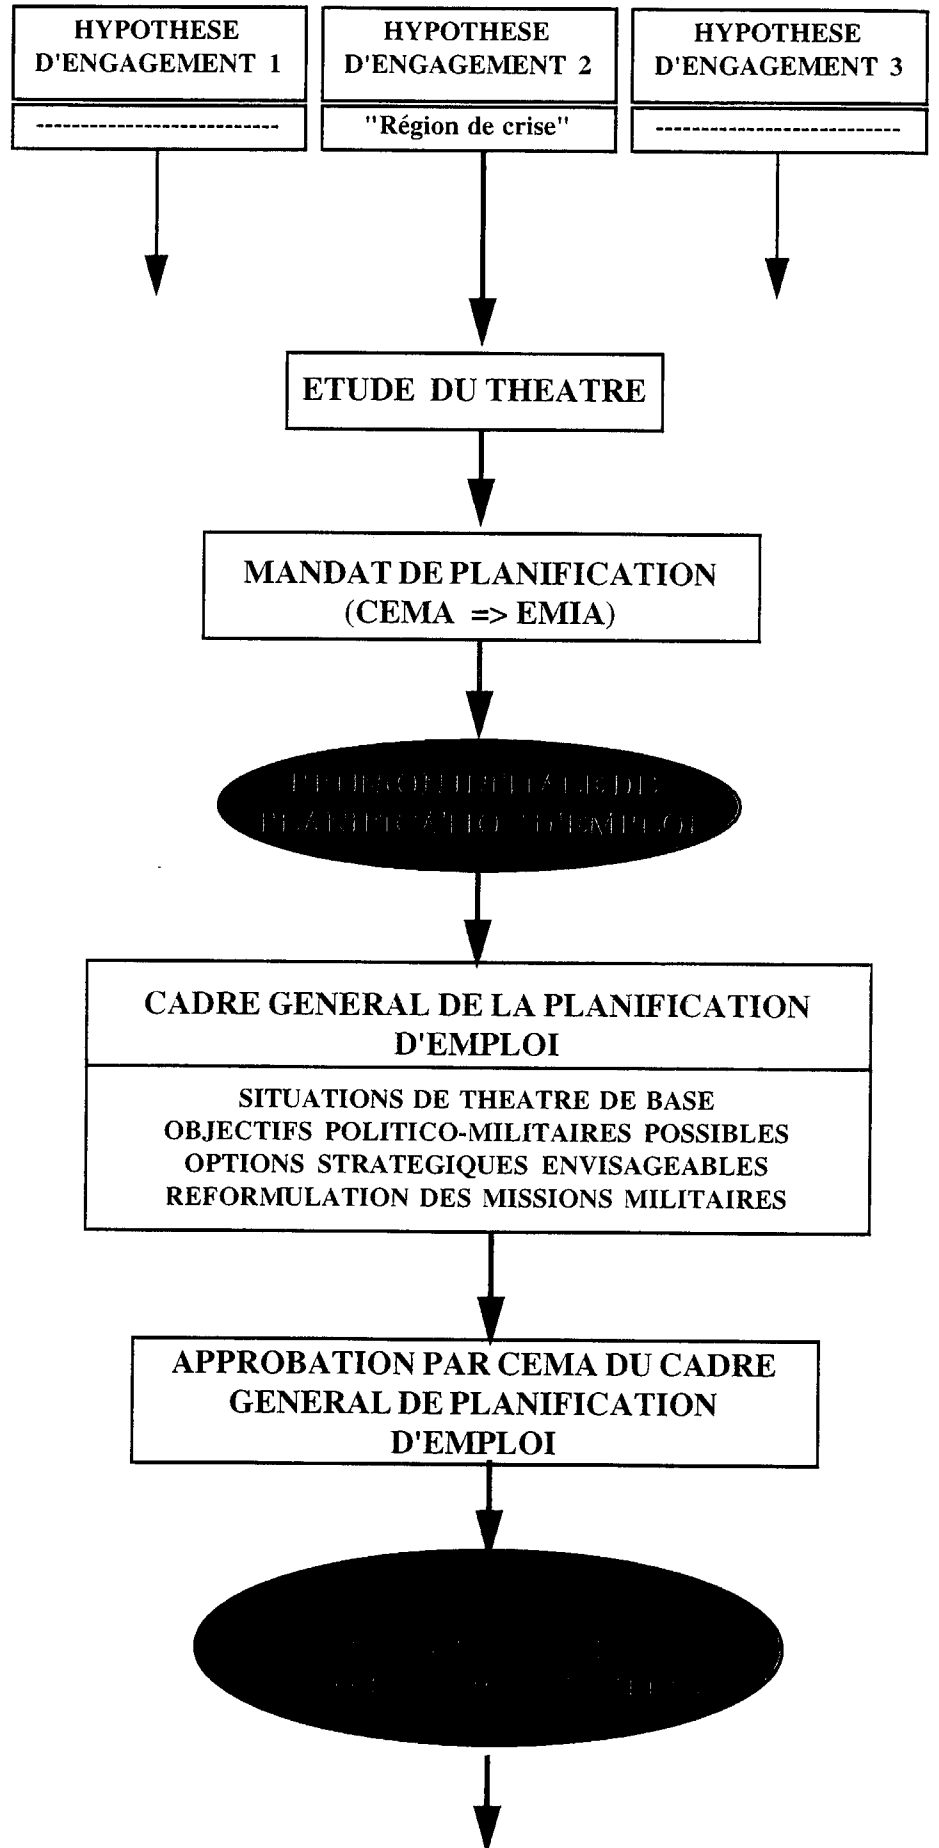 HYPOTHESE
D'ENGAGEMENT 1
---------------------------
HYPOTHESE
D'ENGAGEMENT 2
"Région de crise"
HYPOTHESE
D'ENGAGEMENT 3
---------------------------
ETUDE DU THEATRE
MANDAT DE PLANIFICATION
(CEMA => EMIA)
D'EMPLOI
CADRE GENERAL DE LA PLANIFICATION
D'EMPLOI
SITUATIONS DE THEATRE DE BASE
OBJECTIFS POLITICO-MILITAIRES POSSIBLES
OPTIONS STRATEGIQUES ENVISAGEABLES
REFORMULATION DES MISSIONS MILITAIRES
APPROBATION PAR CEMA DU CADRE
GENERAL DE PLANIFICATION
D'EMPLOI